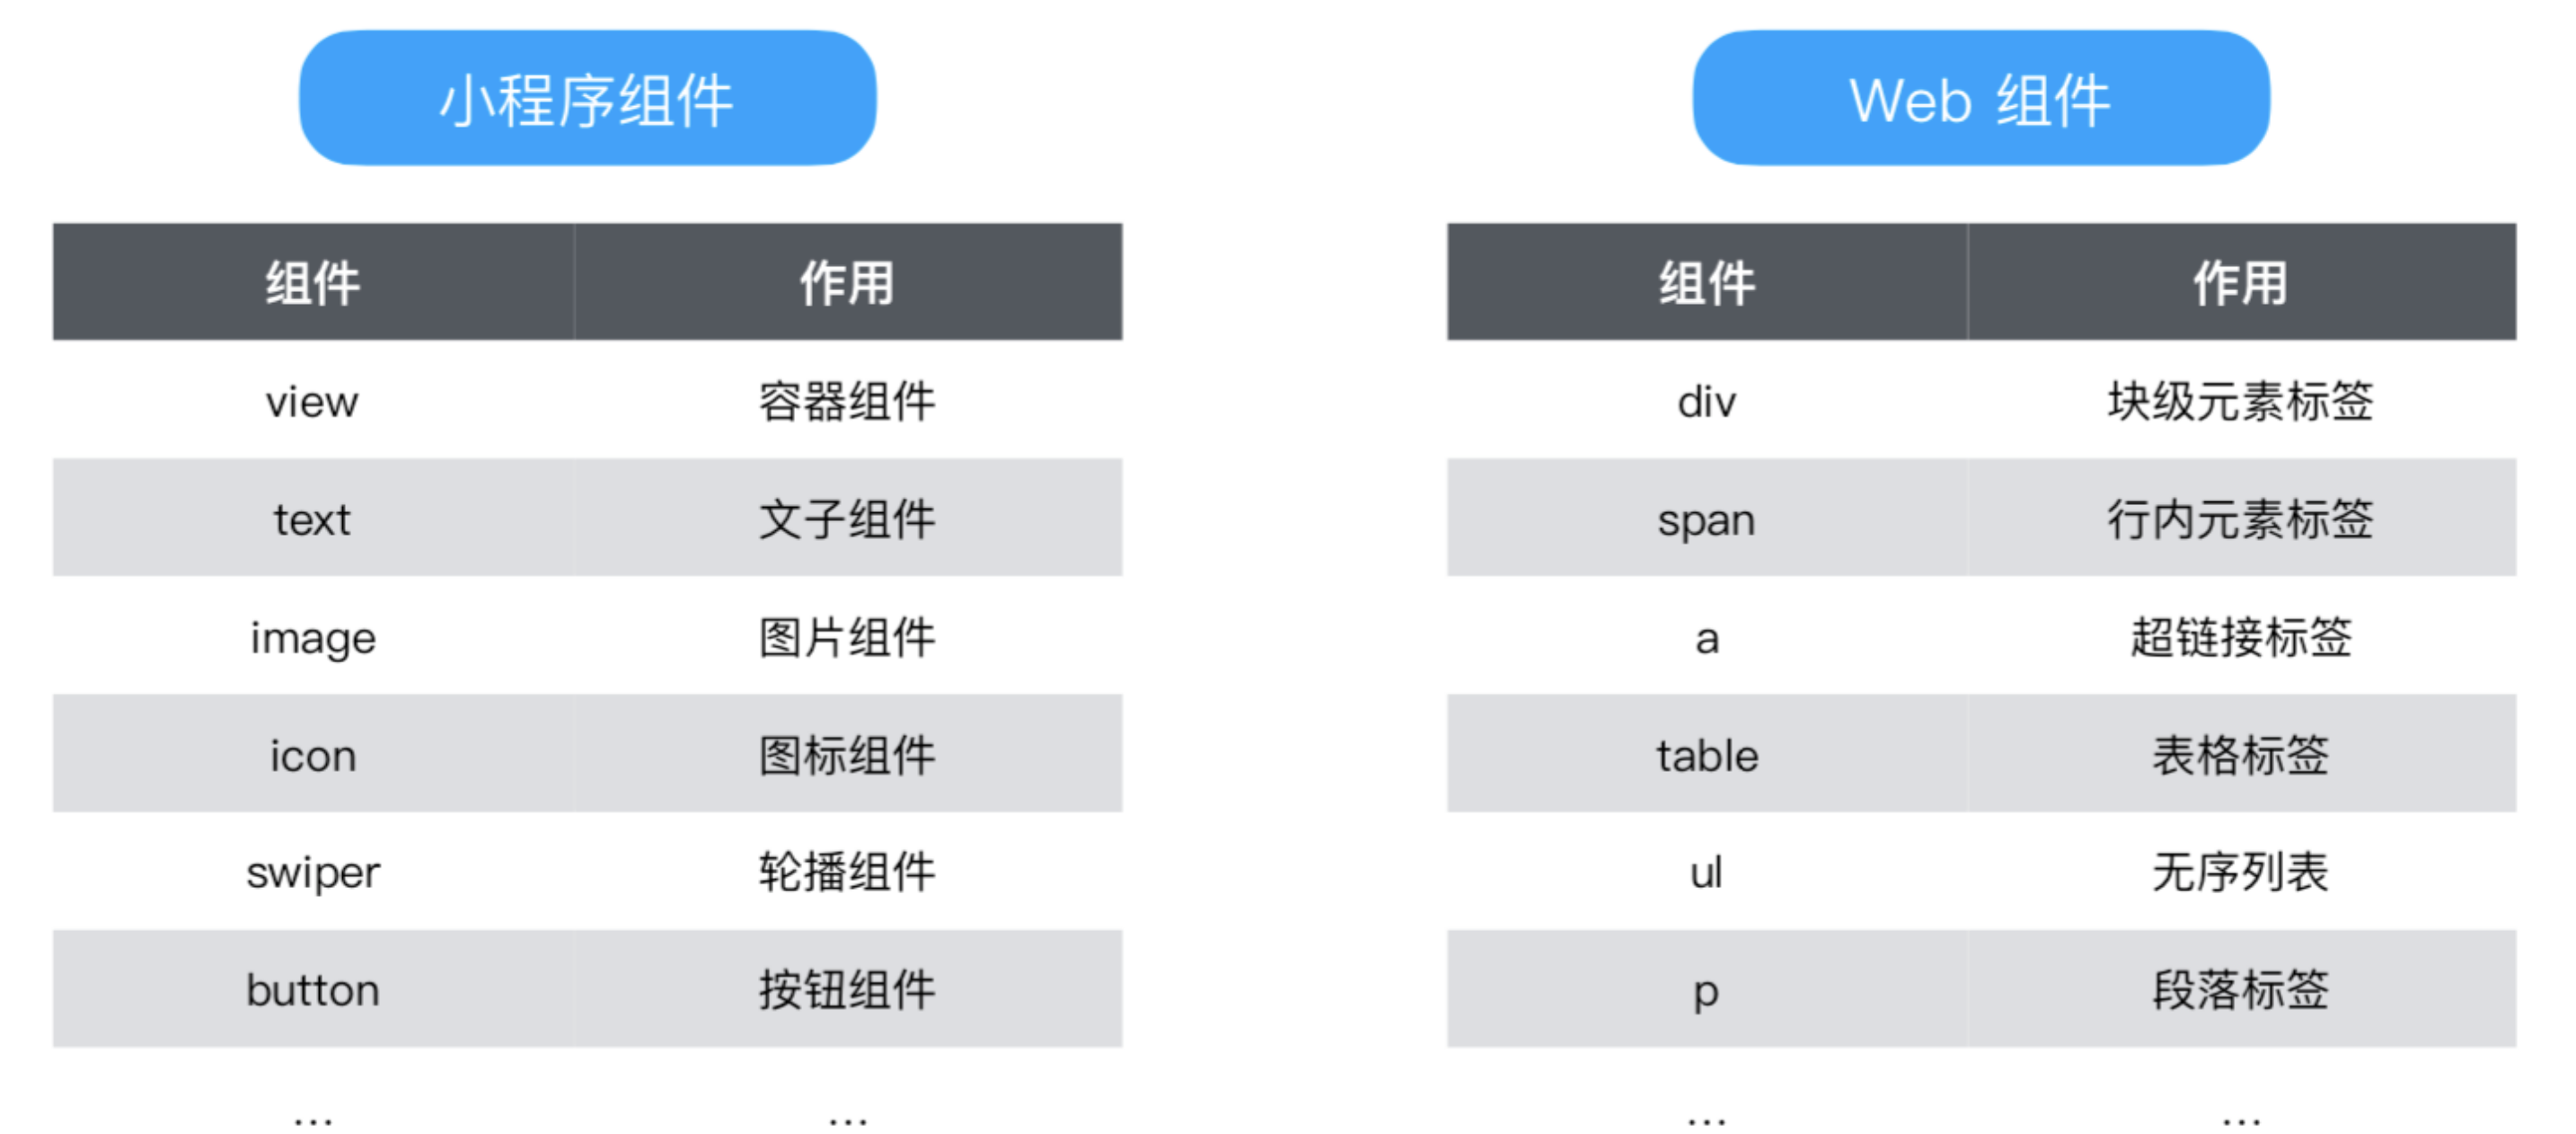 小程序组件
组件 作用
view 容器组件
text 文子组件
image 图片组件
icon 图标组件
swiper 轮播组件
button 按钮组件
... ...
Web 组件
组件 作用
div 块级元素标签
span 行内元素标签
a 超链接标签
table 表格标签
ul 无序列表
p 段落标签
... ...